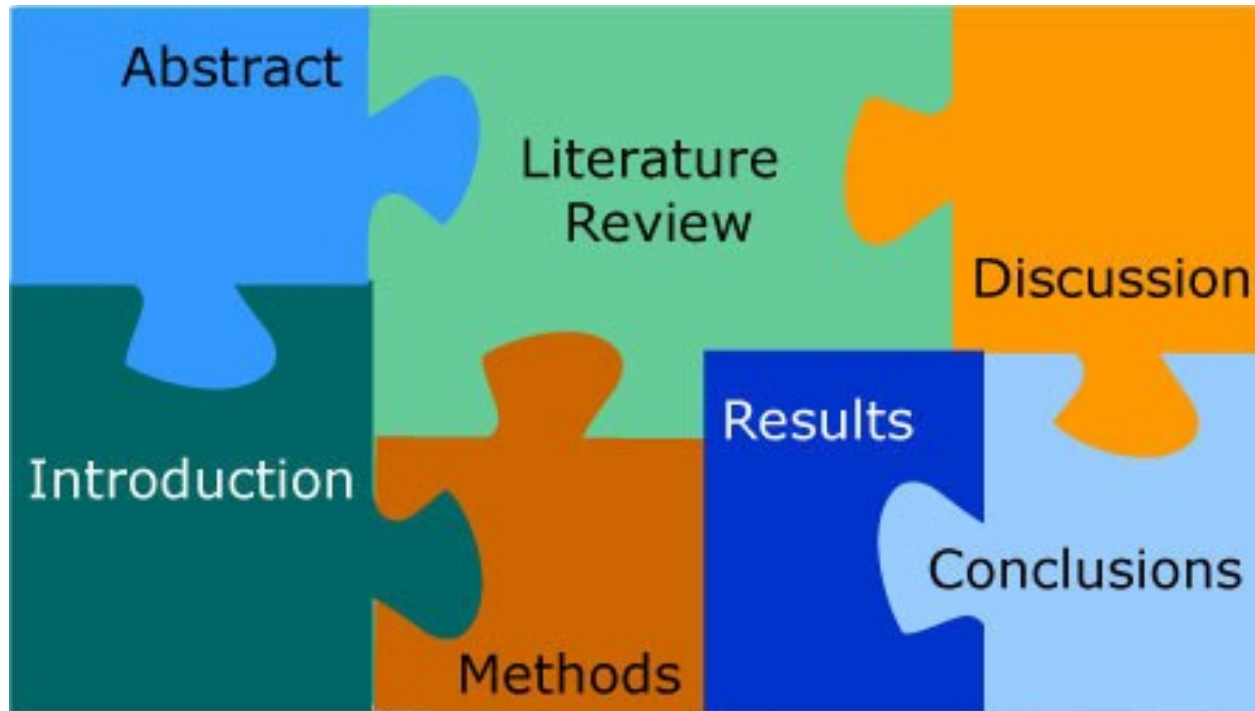 Abstract
Literature
Review
Discussion
Introduction
Methods
Results
Conclusions